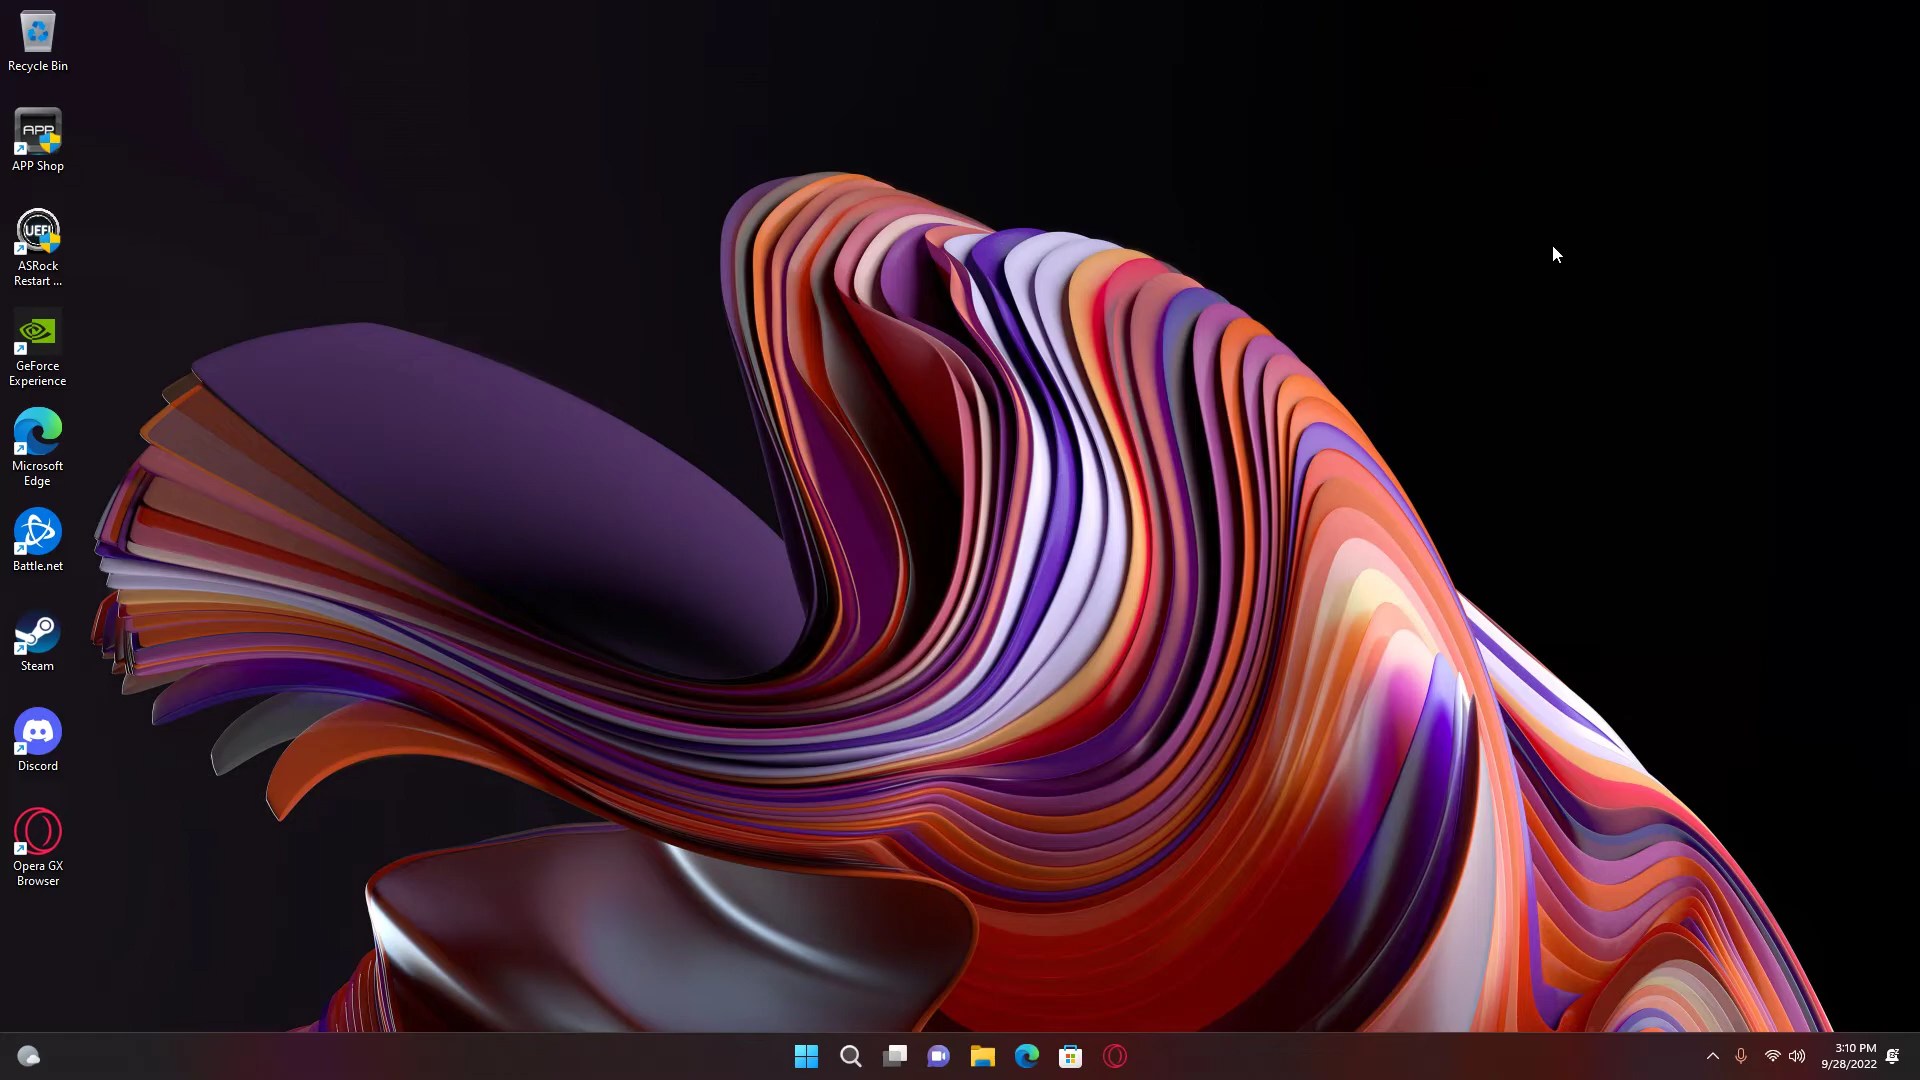 Recycle Bin
APP
APP Shop
UEFI
ASRock
Restart ...
GeForce
Experience
Microsoft
Edge
Battle.net
Steam
Discord
Opera GX
Browser
3:10 PM
9/28/2022